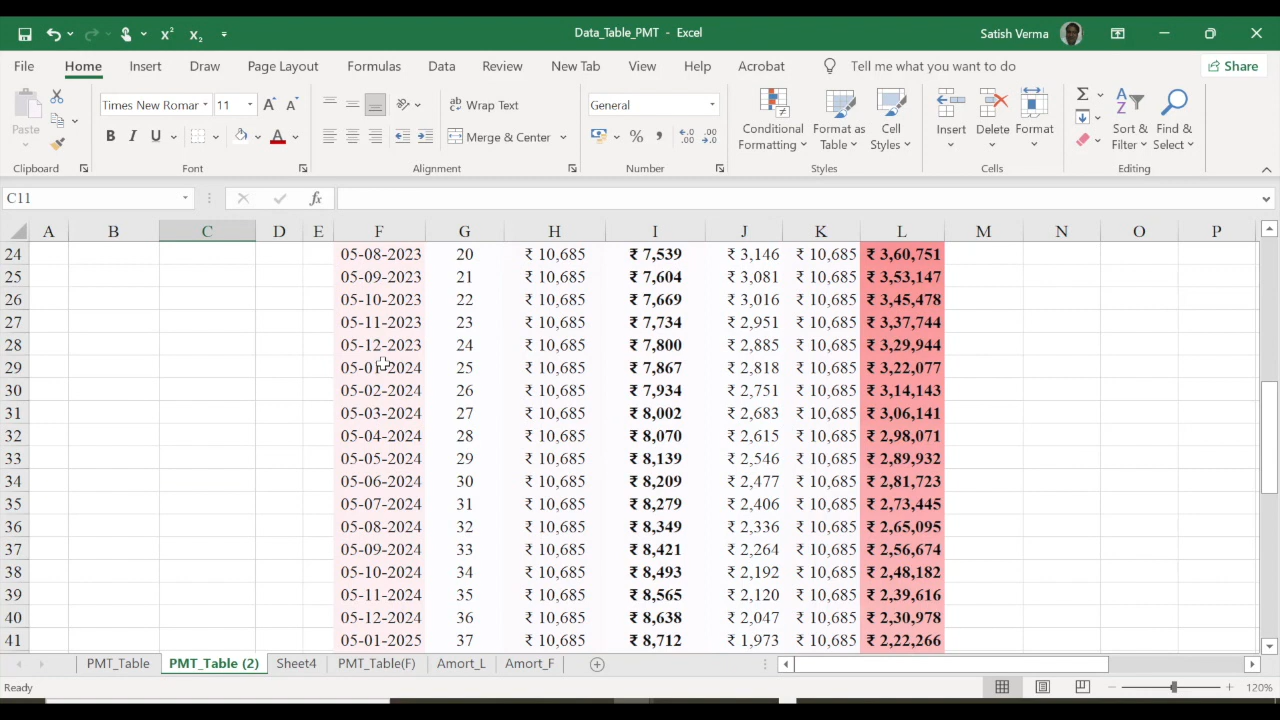 Data_Table_PMT - Excel
Satish Verma
File Home Insert Draw Page Layout Formulas Data Review New Tab View Help Acrobat Tell me what you want to do Share
Paste
Times New Romar 11
B I U A
Wrap Text
Merge & Center
General
Conditional Formatting
Format as Table
Cell Styles
Insert
Delete
Format
Sort & Filter
Find & Select
Clipboard Font Alignment Number Styles Cells Editing
C11 fx
A B C D E F G H I J K L M N O P
24 05-08-2023 20 ₹ 10,685 ₹ 7,539 ₹ 3,146 ₹ 10,685 ₹ 3,60,751
25 05-09-2023 21 ₹ 10,685 ₹ 7,604 ₹ 3,081 ₹ 10,685 ₹ 3,53,147
26 05-10-2023 22 ₹ 10,685 ₹ 7,669 ₹ 3,016 ₹ 10,685 ₹ 3,45,478
27 05-11-2023 23 ₹ 10,685 ₹ 7,734 ₹ 2,951 ₹ 10,685 ₹ 3,37,744
28 05-12-2023 24 ₹ 10,685 ₹ 7,800 ₹ 2,885 ₹ 10,685 ₹ 3,29,944
29 05-01-2024 25 ₹ 10,685 ₹ 7,867 ₹ 2,818 ₹ 10,685 ₹ 3,22,077
30 05-02-2024 26 ₹ 10,685 ₹ 7,934 ₹ 2,751 ₹ 10,685 ₹ 3,14,143
31 05-03-2024 27 ₹ 10,685 ₹ 8,002 ₹ 2,683 ₹ 10,685 ₹ 3,06,141
32 05-04-2024 28 ₹ 10,685 ₹ 8,070 ₹ 2,615 ₹ 10,685 ₹ 2,98,071
33 05-05-2024 29 ₹ 10,685 ₹ 8,139 ₹ 2,546 ₹ 10,685 ₹ 2,89,932
34 05-06-2024 30 ₹ 10,685 ₹ 8,209 ₹ 2,477 ₹ 10,685 ₹ 2,81,723
35 05-07-2024 31 ₹ 10,685 ₹ 8,279 ₹ 2,406 ₹ 10,685 ₹ 2,73,445
36 05-08-2024 32 ₹ 10,685 ₹ 8,349 ₹ 2,336 ₹ 10,685 ₹ 2,65,095
37 05-09-2024 33 ₹ 10,685 ₹ 8,421 ₹ 2,264 ₹ 10,685 ₹ 2,56,674
38 05-10-2024 34 ₹ 10,685 ₹ 8,493 ₹ 2,192 ₹ 10,685 ₹ 2,48,182
39 05-11-2024 35 ₹ 10,685 ₹ 8,565 ₹ 2,120 ₹ 10,685 ₹ 2,39,616
40 05-12-2024 36 ₹ 10,685 ₹ 8,638 ₹ 2,047 ₹ 10,685 ₹ 2,30,978
41 05-01-2025 37 ₹ 10,685 ₹ 8,712 ₹ 1,973 ₹ 10,685 ₹ 2,22,266
PMT_Table PMT_Table (2) Sheet4 PMT_Table(F) Amort_L Amort_F
Ready 120%